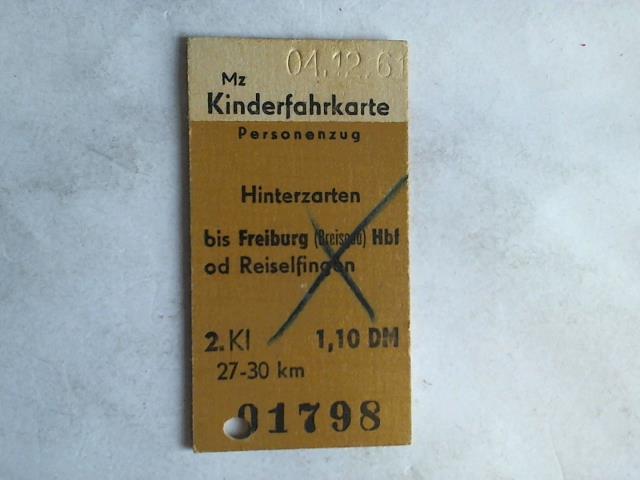 04.12.61
Mz
Kinderfahrkarte
Personenzug
Hinterzarten
bis Freiburg (Breisgau) Hbf
od Reiselfingen
2. Kl 1,10 DM
27-30 km
01798